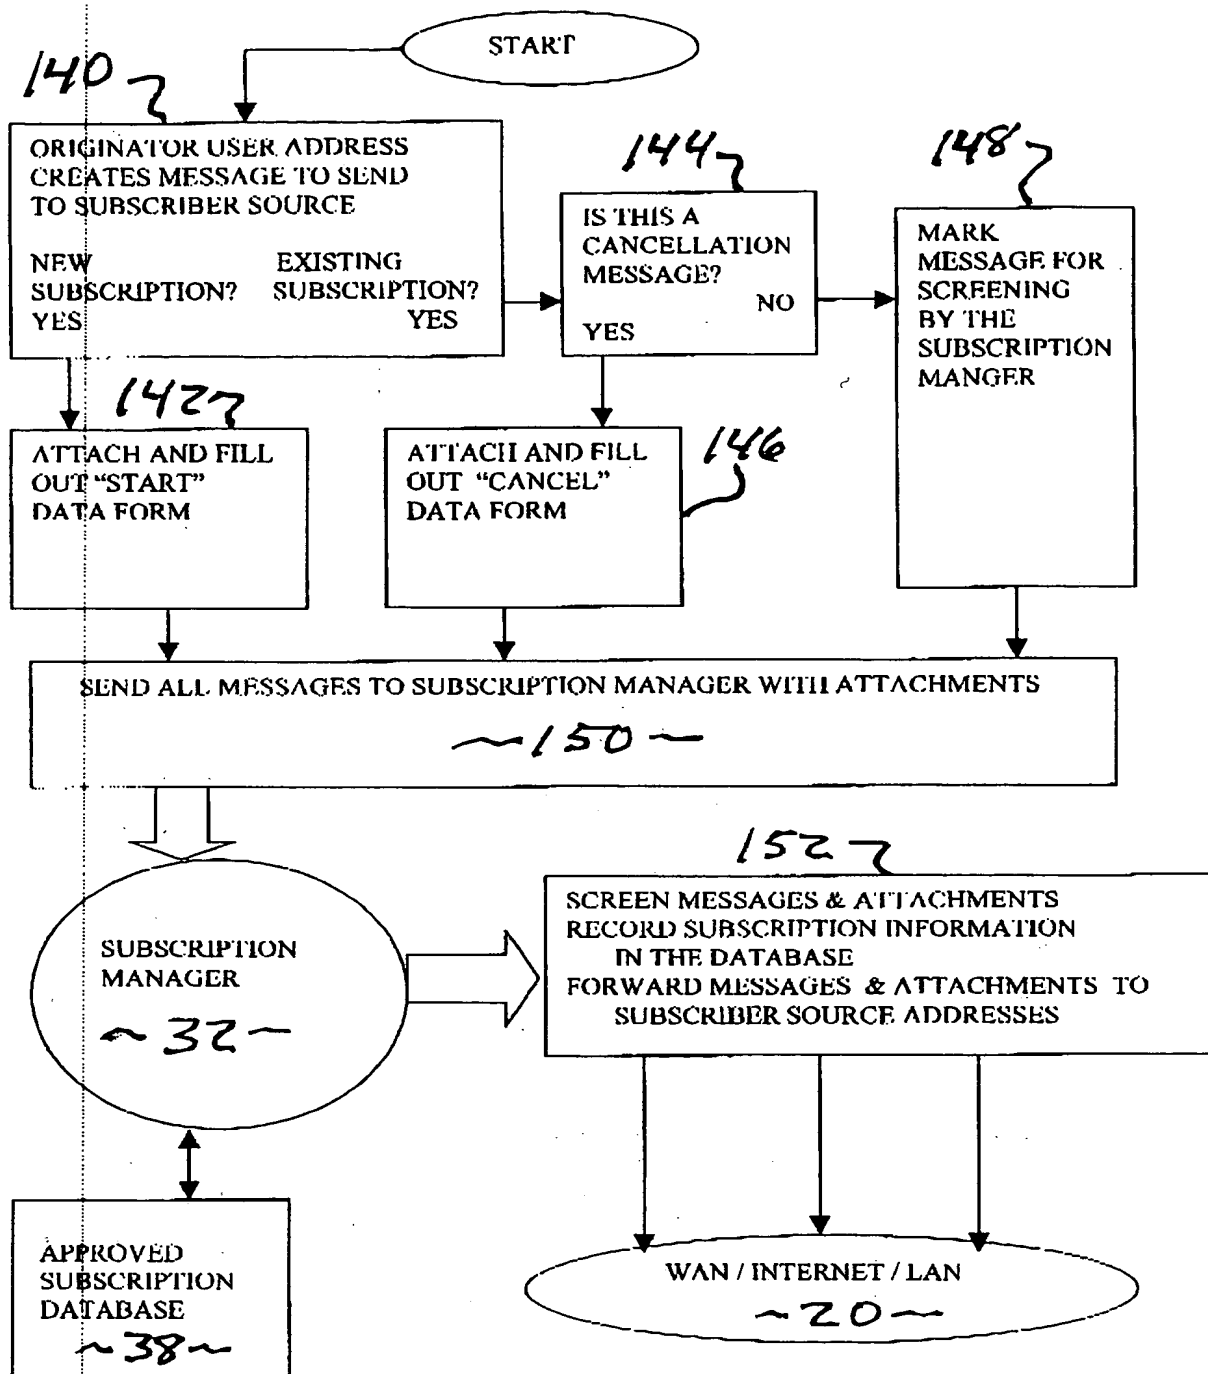 START
140
ORIGINATOR USER ADDRESS
CREATES MESSAGE TO SEND
TO SUBSCRIBER SOURCE
NEW
SUBSCRIPTION?
YES
EXISTING
SUBSCRIPTION?
YES
144
IS THIS A
CANCELLATION
MESSAGE?
NO
YES
148
MARK
MESSAGE FOR
SCREENING
BY THE
SUBSCRIPTION
MANGER
142
ATTACH AND FILL
OUT “START”
DATA FORM
ATTACH AND FILL
OUT “CANCEL”
DATA FORM
146
SEND ALL MESSAGES TO SUBSCRIPTION MANAGER WITH ATTACHMENTS
~150~
SUBSCRIPTION
MANAGER
~32~
152
SCREEN MESSAGES & ATTACHMENTS
RECORD SUBSCRIPTION INFORMATION
IN THE DATABASE
FORWARD MESSAGES & ATTACHMENTS TO
SUBSCRIBER SOURCE ADDRESSES
APPROVED
SUBSCRIPTION
DATABASE
~38~
WAN / INTERNET / LAN
~20~